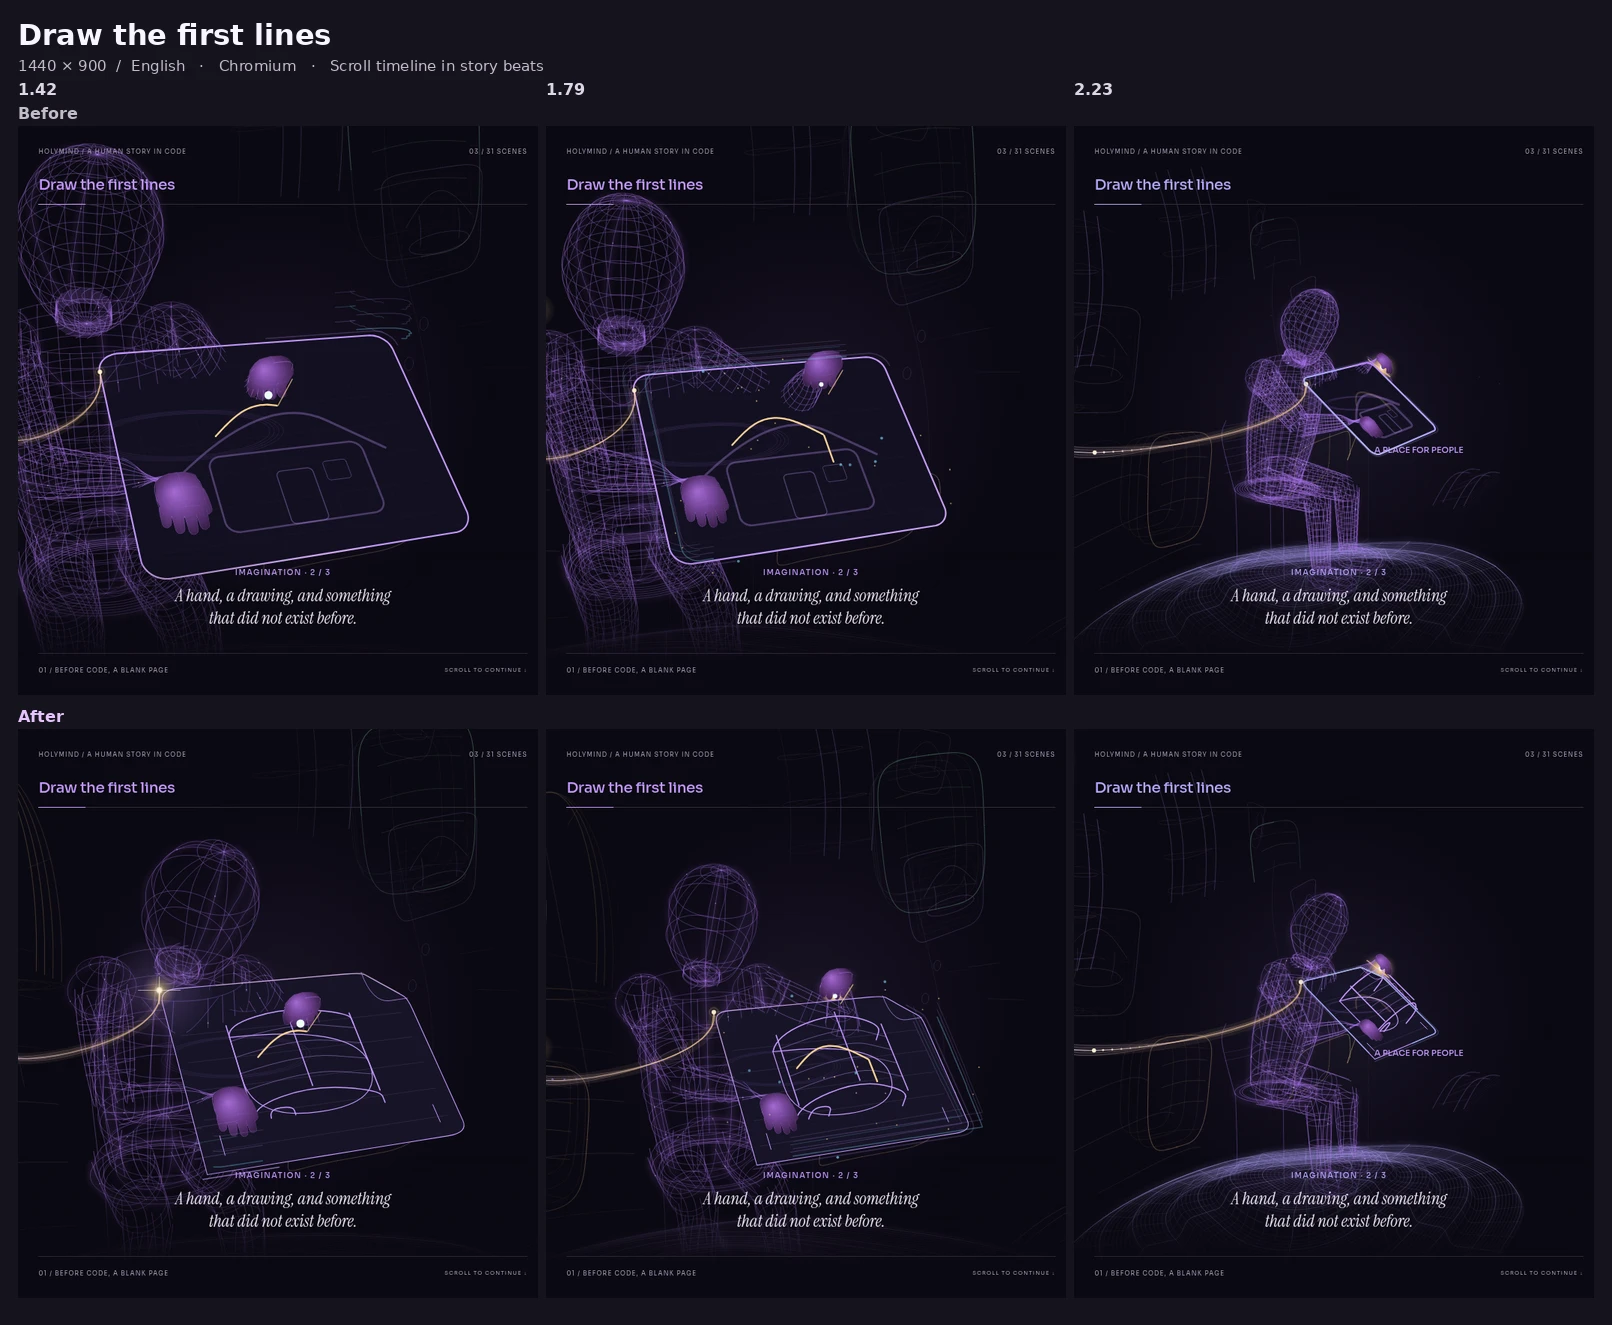 Draw the first lines
1440 × 900 / English · Chromium · Scroll timeline in story beats
1.42 1.79 2.23
Before
HOLYMIND / A HUMAN STORY IN CODE 03 / 31 SCENES
Draw the first lines
IMAGINATION · 2 / 3
A hand, a drawing, and something
that did not exist before.
01 / BEFORE CODE, A BLANK PAGE SCROLL TO CONTINUE ↓
HOLYMIND / A HUMAN STORY IN CODE 03 / 31 SCENES
Draw the first lines
IMAGINATION · 2 / 3
A hand, a drawing, and something
that did not exist before.
01 / BEFORE CODE, A BLANK PAGE SCROLL TO CONTINUE ↓
HOLYMIND / A HUMAN STORY IN CODE 03 / 31 SCENES
Draw the first lines
A PLACE FOR PEOPLE
IMAGINATION · 2 / 3
A hand, a drawing, and something
that did not exist before.
01 / BEFORE CODE, A BLANK PAGE SCROLL TO CONTINUE ↓
After
HOLYMIND / A HUMAN STORY IN CODE 03 / 31 SCENES
Draw the first lines
IMAGINATION · 2 / 3
A hand, a drawing, and something
that did not exist before.
01 / BEFORE CODE, A BLANK PAGE SCROLL TO CONTINUE ↓
HOLYMIND / A HUMAN STORY IN CODE 03 / 31 SCENES
Draw the first lines
IMAGINATION · 2 / 3
A hand, a drawing, and something
that did not exist before.
01 / BEFORE CODE, A BLANK PAGE SCROLL TO CONTINUE ↓
HOLYMIND / A HUMAN STORY IN CODE 03 / 31 SCENES
Draw the first lines
A PLACE FOR PEOPLE
IMAGINATION · 2 / 3
A hand, a drawing, and something
that did not exist before.
01 / BEFORE CODE, A BLANK PAGE SCROLL TO CONTINUE ↓